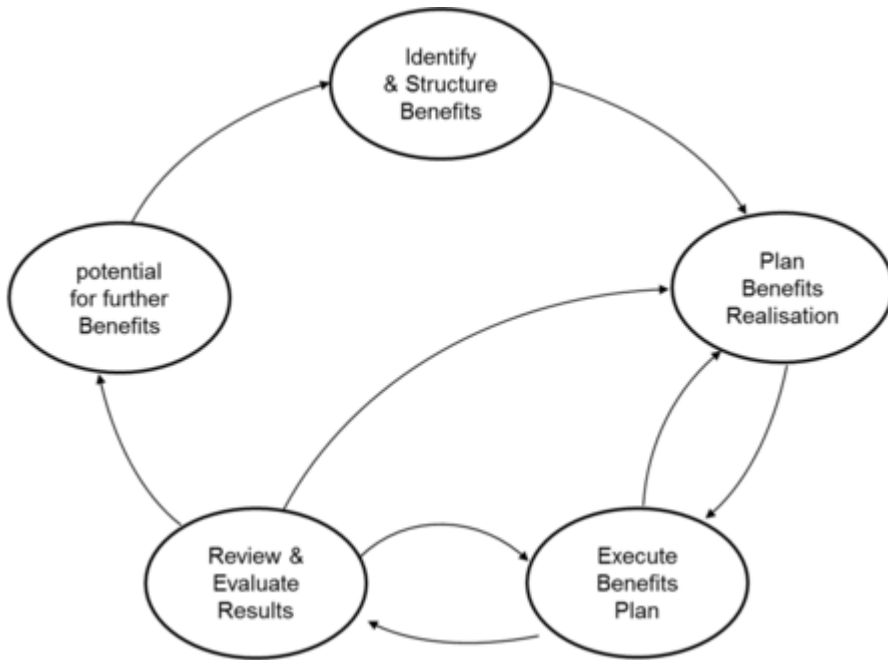 Identify
& Structure
Benefits
potential
for further
Benefits
Plan
Benefits
Realisation
Review &
Evaluate
Results
Execute
Benefits
Plan